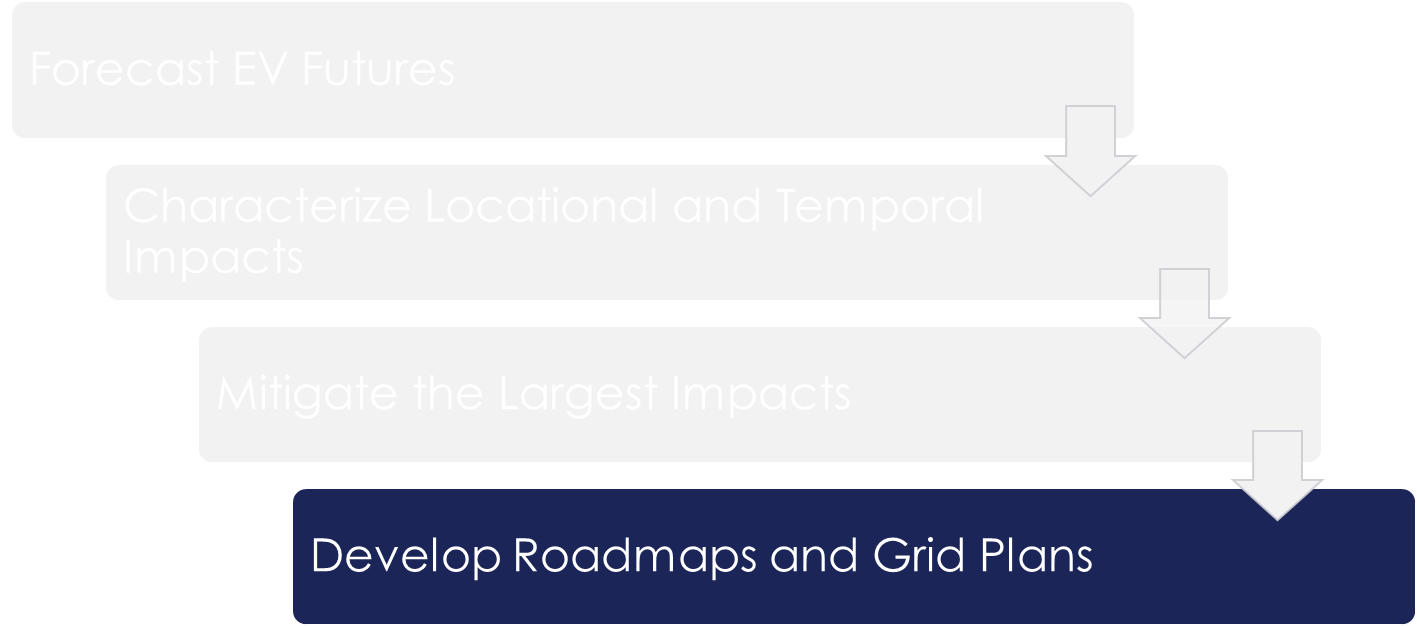 Forecast EV Futures
Characterize Locational and Temporal
Impacts
Mitigate the Largest Impacts
Develop Roadmaps and Grid Plans